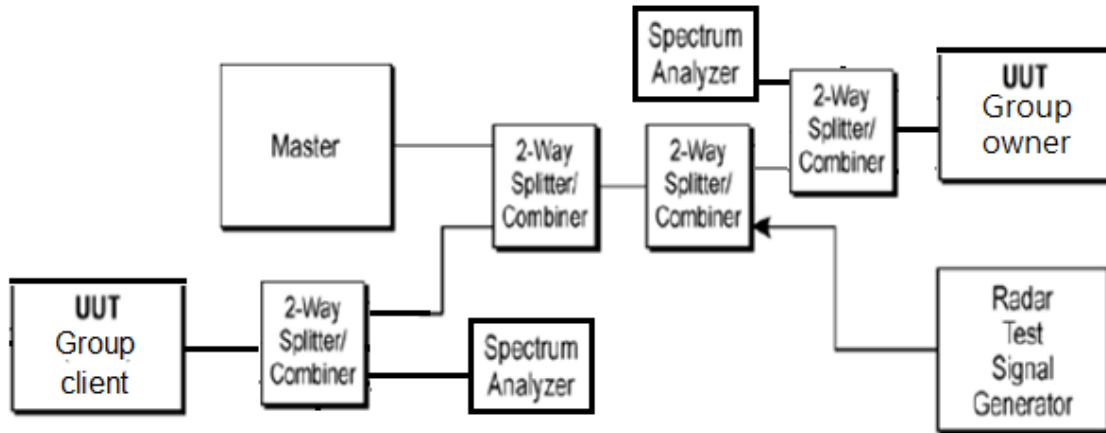 Spectrum
Analyzer
UUT
Group
owner
2-Way
Splitter/
Combiner
Master
2-Way
Splitter/
Combiner
2-Way
Splitter/
Combiner
UUT
Group
client
2-Way
Splitter/
Combiner
Spectrum
Analyzer
Radar
Test
Signal
Generator